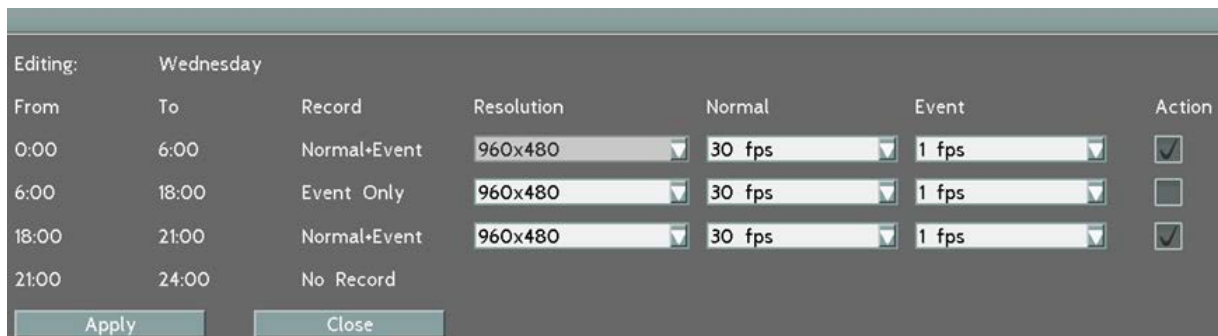 Editing: Wednesday
From To Record Resolution Normal Event Action
0:00 6:00 Normal+Event 960x480 30 fps 1 fps
6:00 18:00 Event Only 960x480 30 fps 1 fps
18:00 21:00 Normal+Event 960x480 30 fps 1 fps
21:00 24:00 No Record
Apply Close